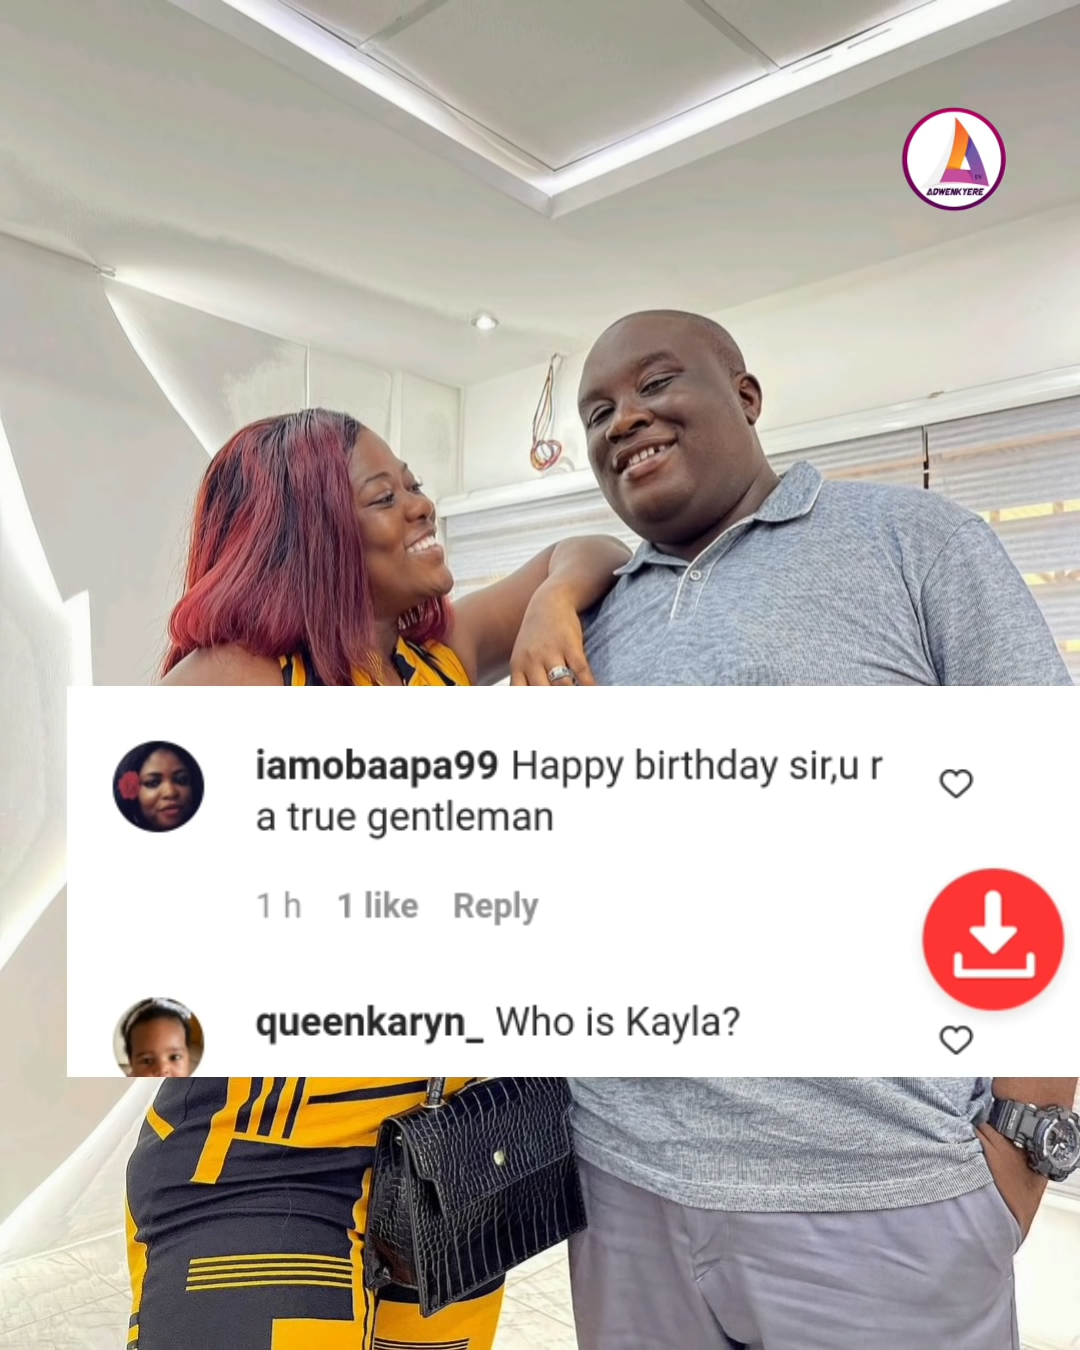 ADWENKYERE
iamobaapa99 Happy birthday sir,u r
a true gentleman
1 h 1 like Reply
queenkaryn_ Who is Kayla?